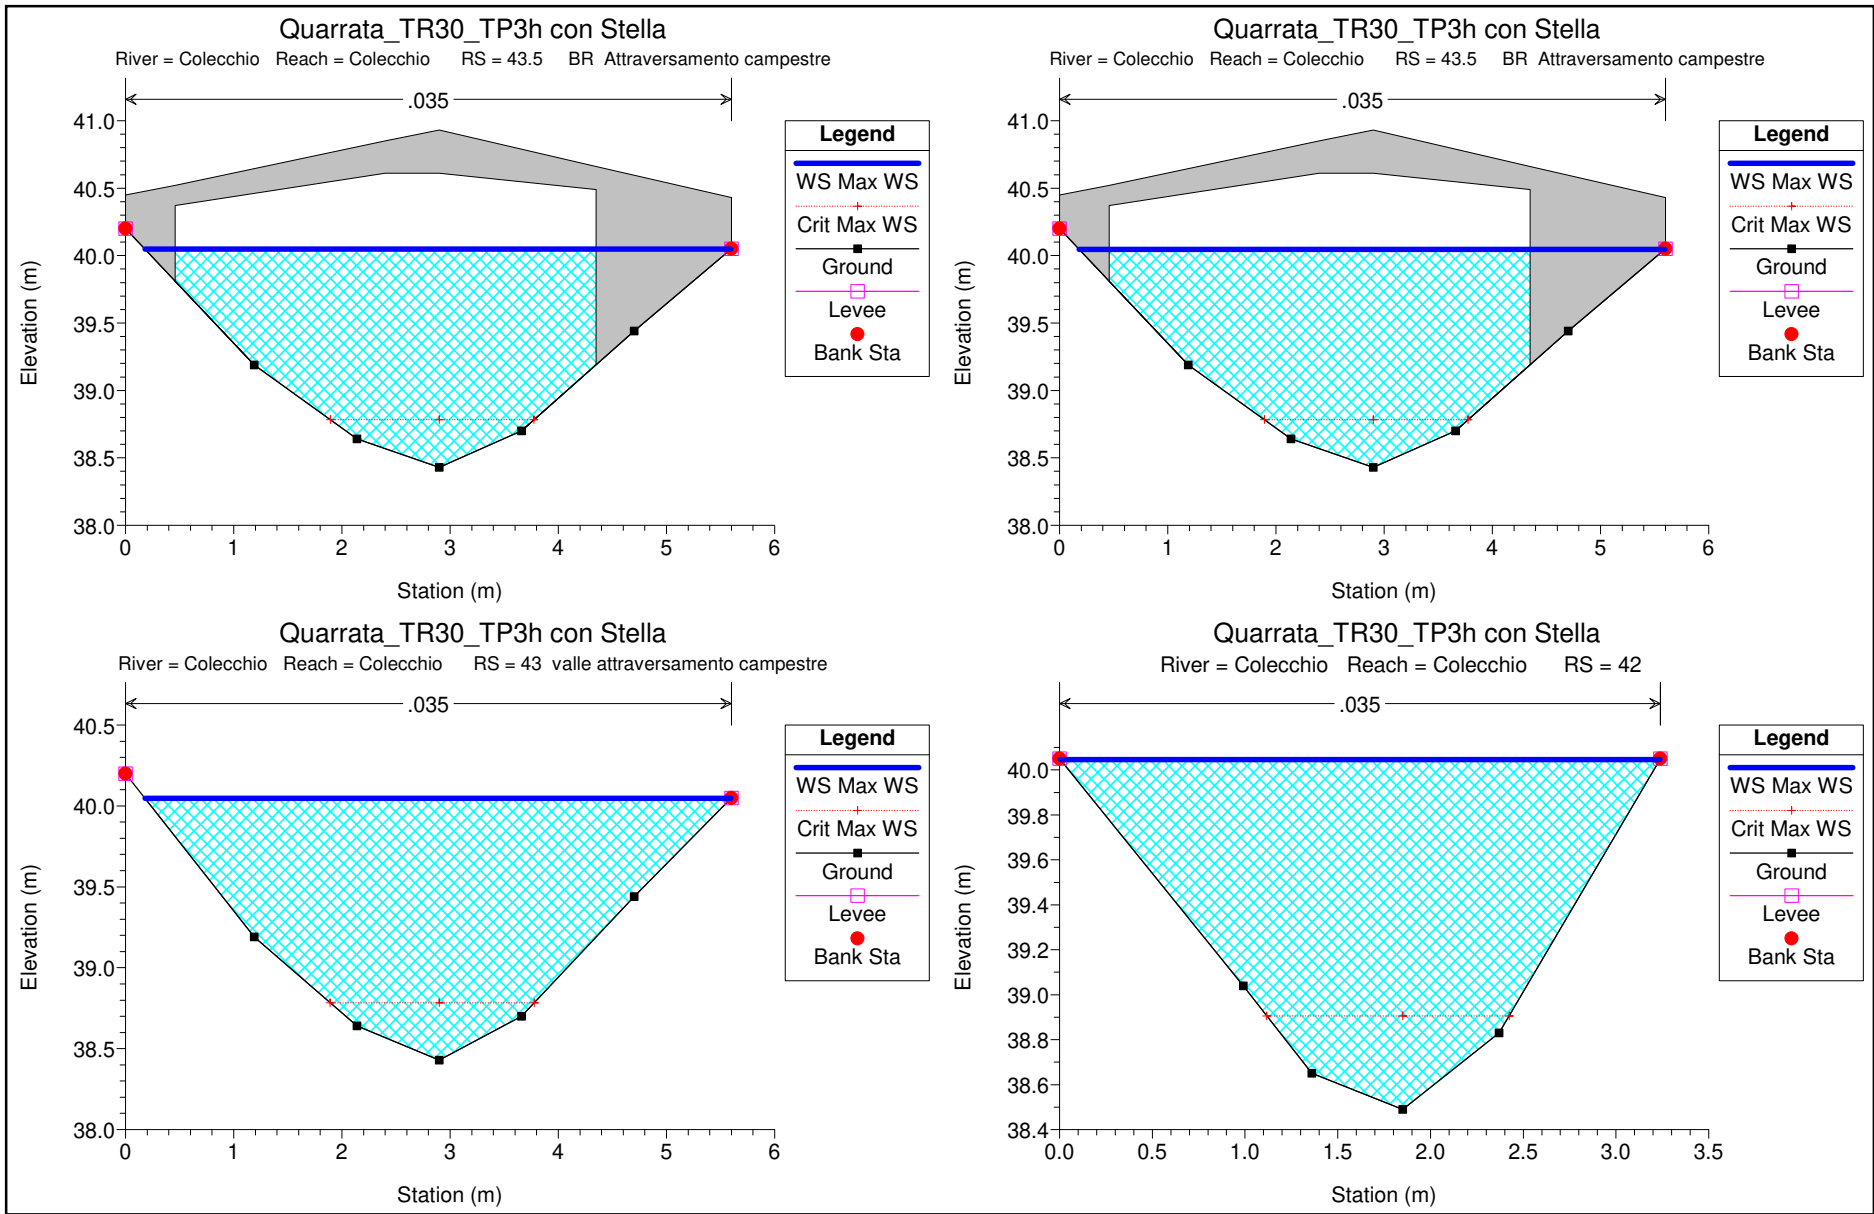 Quarrata_TR30_TP3h con Stella
River = Colecchio Reach = Colecchio RS = 43.5 BR Attraversamento campestre
.035
41.0
40.5
40.0
39.5
39.0
38.5
38.0
Elevation (m)
0 1 2 3 4 5 6
Station (m)
Legend
WS Max WS
Crit Max WS
Ground
Levee
Bank Sta
Quarrata_TR30_TP3h con Stella
River = Colecchio Reach = Colecchio RS = 43.5 BR Attraversamento campestre
.035
41.0
40.5
40.0
39.5
39.0
38.5
38.0
Elevation (m)
0 1 2 3 4 5 6
Station (m)
Legend
WS Max WS
Crit Max WS
Ground
Levee
Bank Sta
Quarrata_TR30_TP3h con Stella
River = Colecchio Reach = Colecchio RS = 43 valle attraversamento campestre
.035
40.5
40.0
39.5
39.0
38.5
38.0
Elevation (m)
0 1 2 3 4 5 6
Station (m)
Legend
WS Max WS
Crit Max WS
Ground
Levee
Bank Sta
Quarrata_TR30_TP3h con Stella
River = Colecchio Reach = Colecchio RS = 42
.035
40.0
39.8
39.6
39.4
39.2
39.0
38.8
38.6
38.4
Elevation (m)
0.0 0.5 1.0 1.5 2.0 2.5 3.0 3.5
Station (m)
Legend
WS Max WS
Crit Max WS
Ground
Levee
Bank Sta